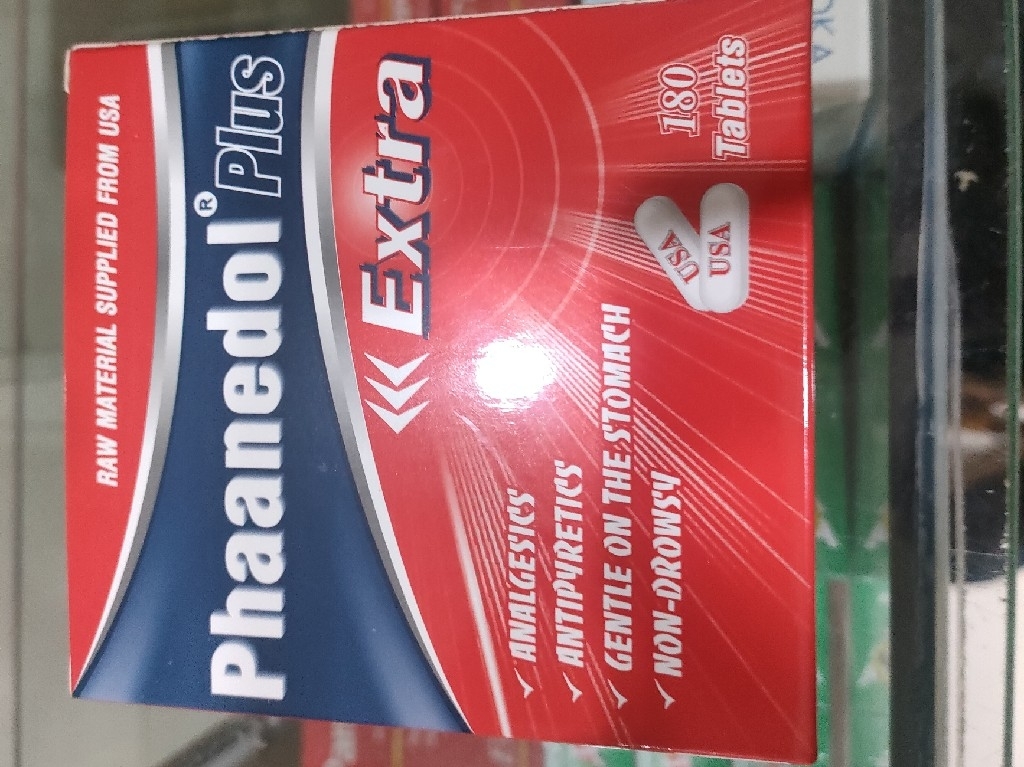 RAW MATERIAL SUPPLIED FROM USA
Phaanedol® Plus
Extra
ANALGESICS
ANTIPYRETICS
GENTLE ON THE STOMACH
NON-DROWSY
USA
USA
180
Tablets